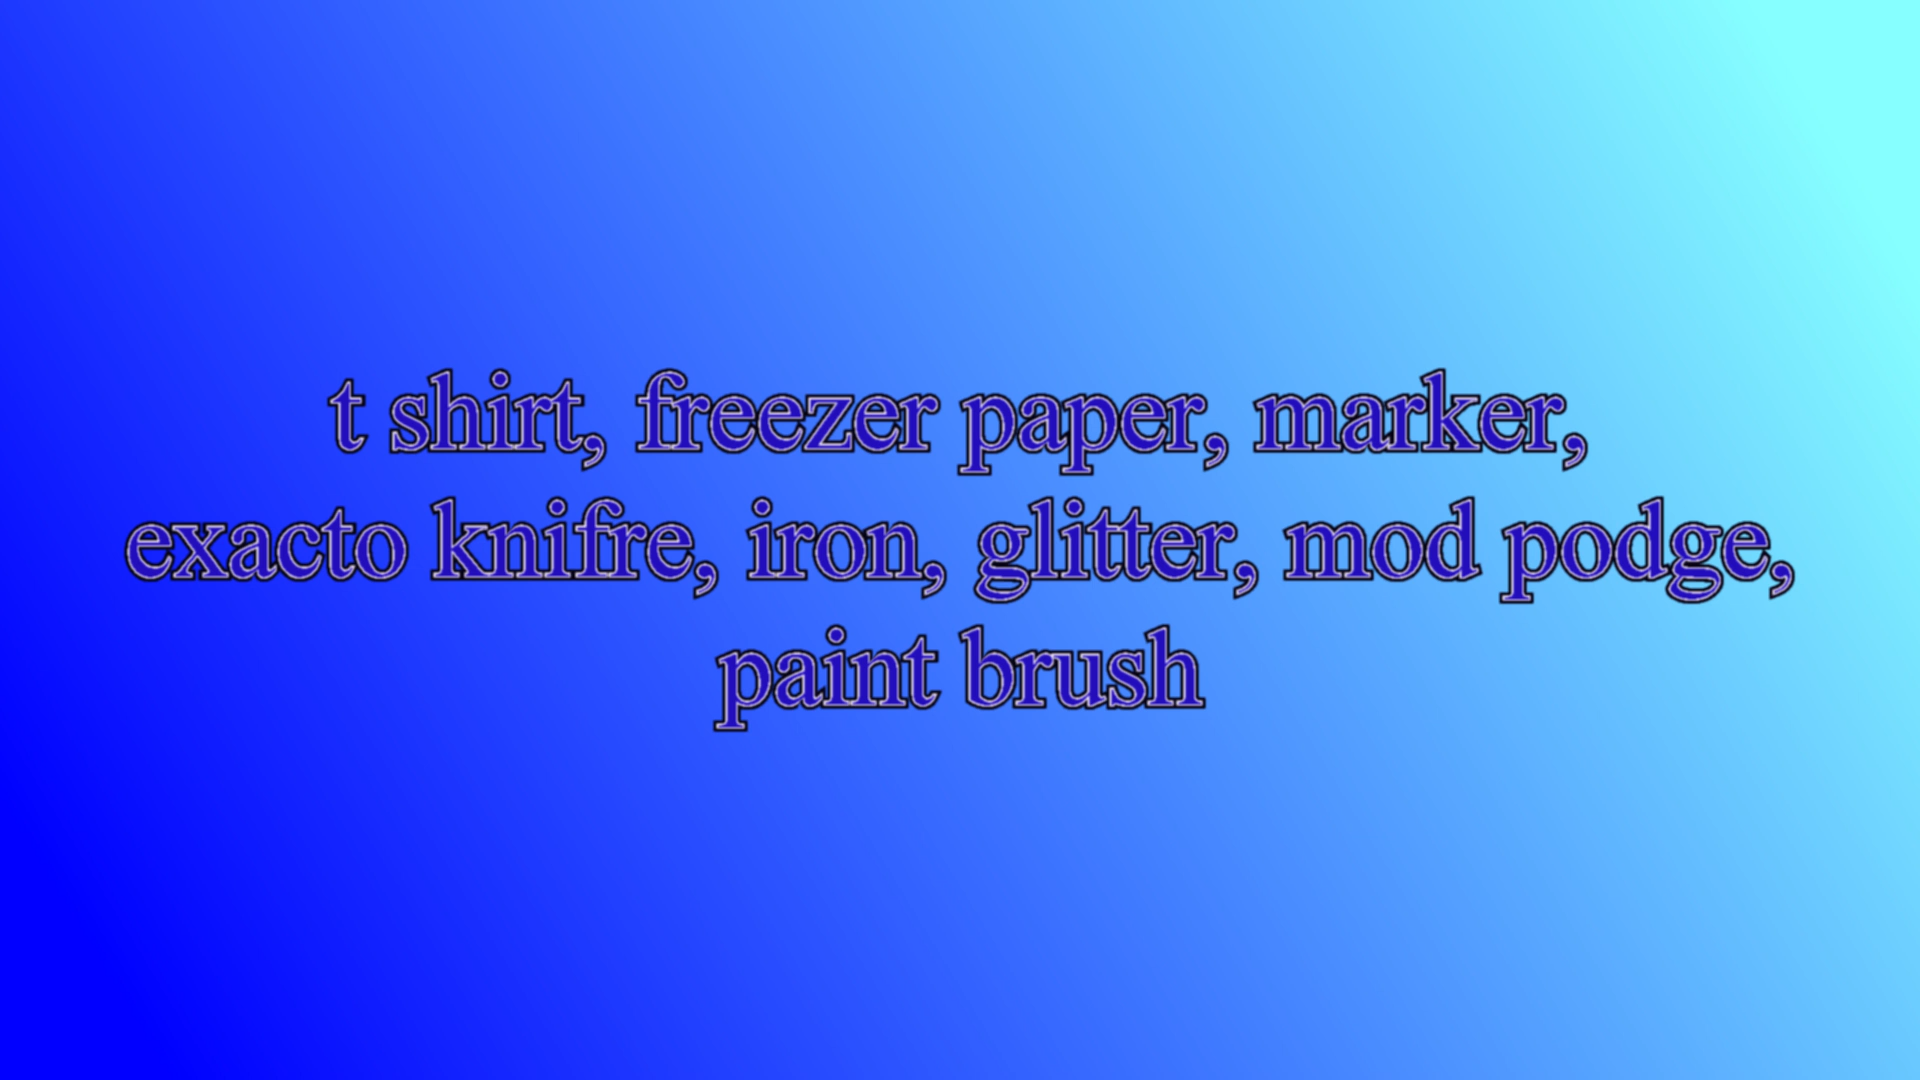 t shirt, freezer paper, marker,
exacto knifre, iron, glitter, mod podge,
paint brush